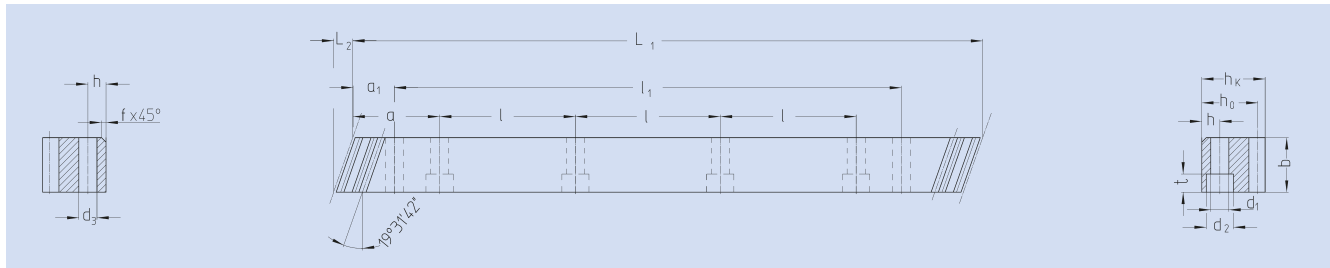 L₂ L₁
a₁ l₁
a l l l
19°31'42"
h
f x 45°
d₃
hₖ
h₀
h
b
t
d₁
d₂